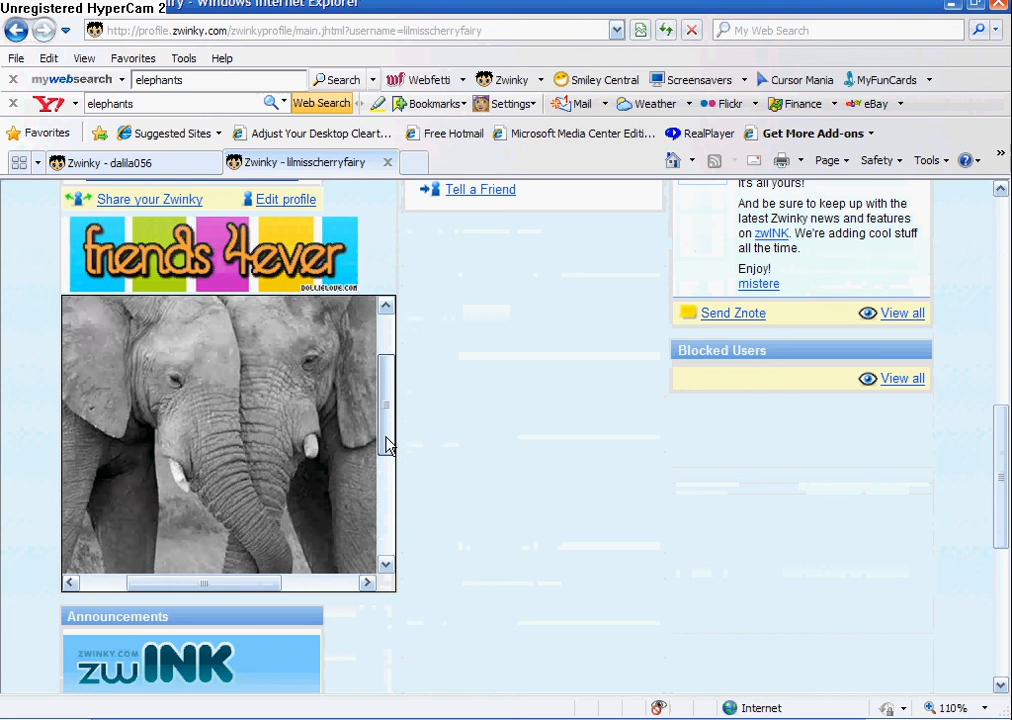 Unregistered HyperCam 2
iry - Windows Internet Explorer
http://profile.zwinky.com/zwinkyprofile/main.jhtml?username=lilmisscherryfairy
My Web Search
File Edit View Favorites Tools Help
mywebsearch elephants Search Webfetti Zwinky Smiley Central Screensavers Cursor Mania MyFunCards
Y! elephants Web Search Bookmarks Settings Mail Weather Flickr Finance eBay
Favorites Suggested Sites Adjust Your Desktop Cleart... Free Hotmail Microsoft Media Center Editi... RealPlayer Get More Add-ons
Zwinky - dalila056 Zwinky - lilmisscherryfairy Page Safety Tools
Share your Zwinky Edit profile
friends 4ever
DOLLIELOVE.COM
Announcements
ZWINKY.COM
zwINK
Tell a Friend
It's all yours!
And be sure to keep up with the
latest Zwinky news and features
on zwINK. We're adding cool stuff
all the time.
Enjoy!
mistere
Send Znote View all
Blocked Users
View all
Internet 110%